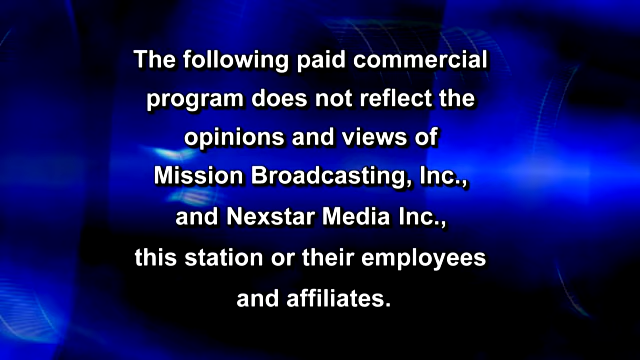 The following paid commercial
program does not reflect the
opinions and views of
Mission Broadcasting, Inc.,
and Nexstar Media Inc.,
this station or their employees
and affiliates.